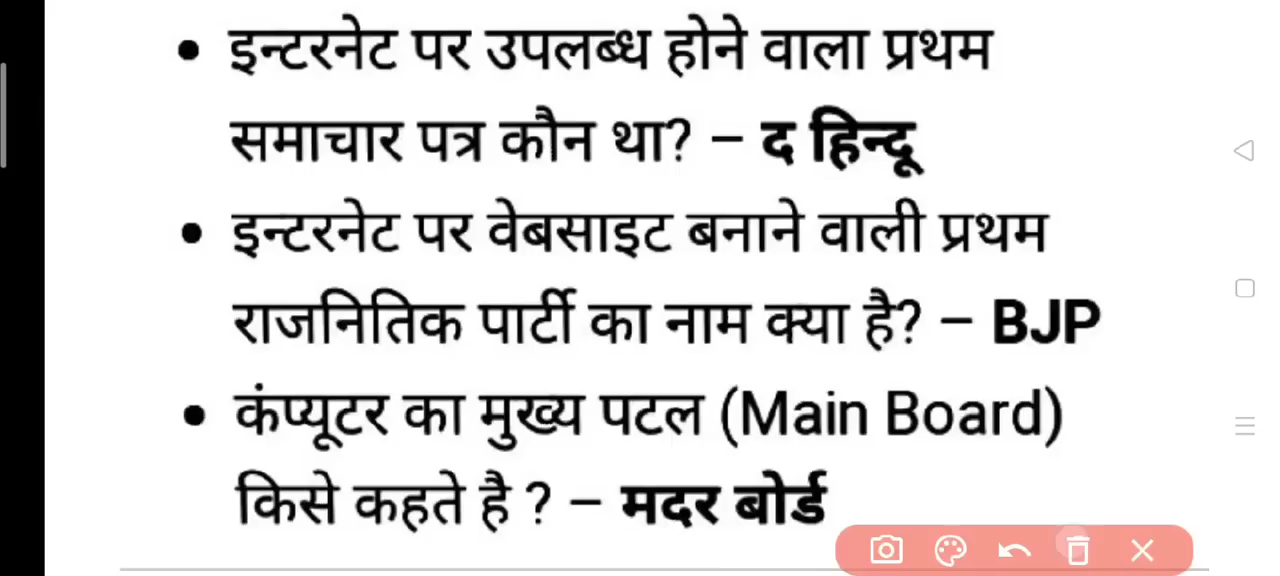 • इन्टरनेट पर उपलब्ध होने वाला प्रथम
समाचार पत्र कौन था? – द हिन्दू
• इन्टरनेट पर वेबसाइट बनाने वाली प्रथम
राजनितिक पार्टी का नाम क्या है? – BJP
• कंप्यूटर का मुख्य पटल (Main Board)
किसे कहते है ? – मदर बोर्ड